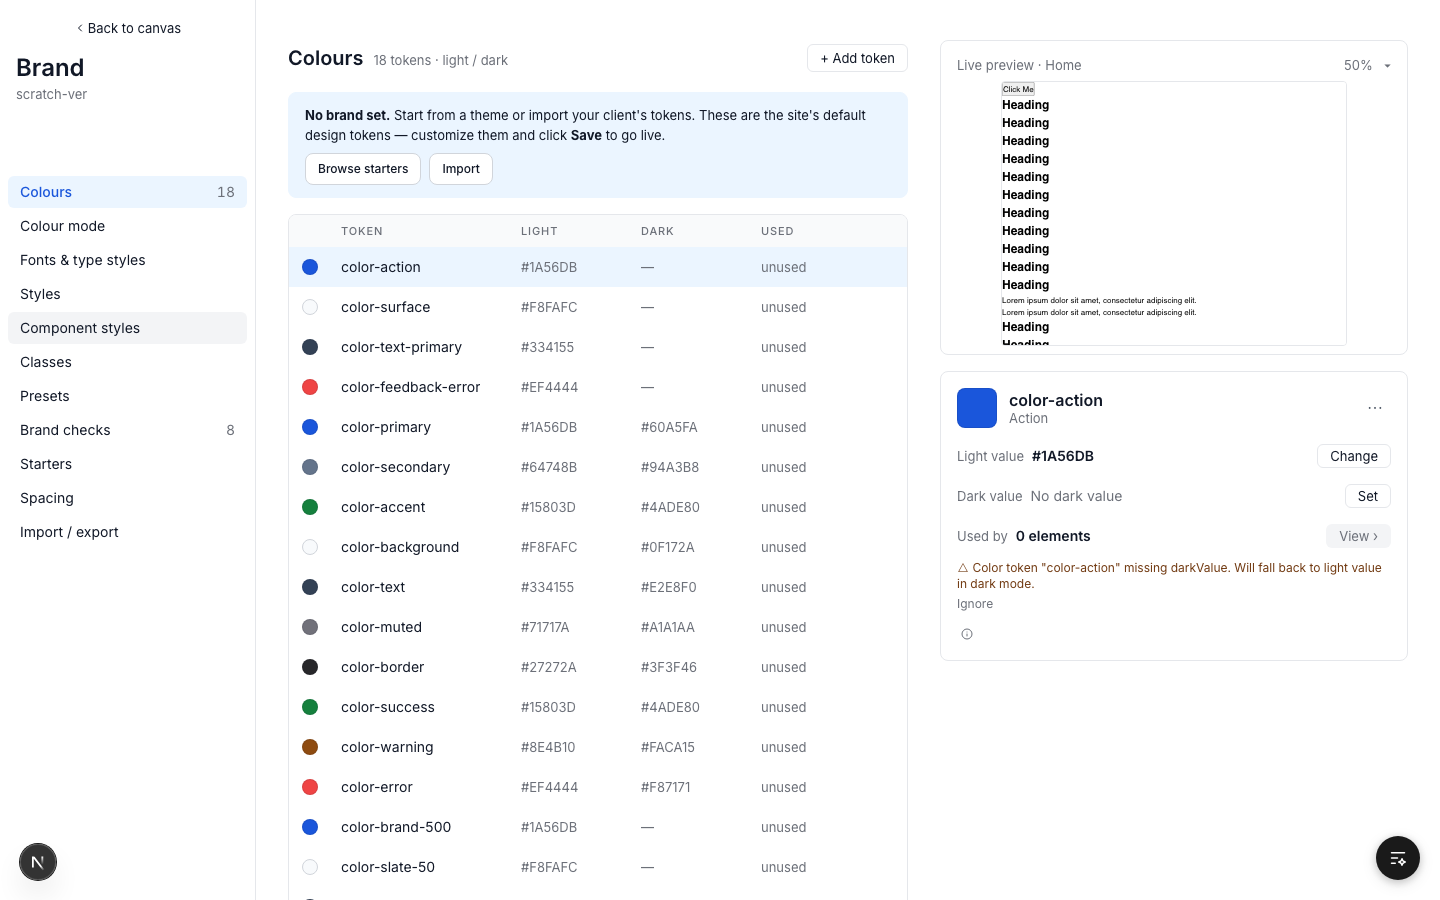 Back to canvas
Brand
scratch-ver
Colours 18
Colour mode
Fonts & type styles
Styles
Component styles
Classes
Presets
Brand checks 8
Starters
Spacing
Import / export
N
Colours 18 tokens · light / dark
+ Add token
No brand set. Start from a theme or import your client's tokens. These are the site's default
design tokens — customize them and click Save to go live.
Browse starters Import
TOKEN LIGHT DARK USED
color-action #1A56DB — unused
color-surface #F8FAFC — unused
color-text-primary #334155 — unused
color-feedback-error #EF4444 — unused
color-primary #1A56DB #60A5FA unused
color-secondary #64748B #94A3B8 unused
color-accent #15803D #4ADE80 unused
color-background #F8FAFC #0F172A unused
color-text #334155 #E2E8F0 unused
color-muted #71717A #A1A1AA unused
color-border #27272A #3F3F46 unused
color-success #15803D #4ADE80 unused
color-warning #8E4B10 #FACA15 unused
color-error #EF4444 #F87171 unused
color-brand-500 #1A56DB — unused
color-slate-50 #F8FAFC — unused
Live preview · Home 50%
Click Me
Heading
Heading
Heading
Heading
Heading
Heading
Heading
Heading
Heading
Heading
Heading
Lorem ipsum dolor sit amet, consectetur adipiscing elit.
Lorem ipsum dolor sit amet, consectetur adipiscing elit.
Heading
Heading
color-action
Action
Light value #1A56DB Change
Dark value No dark value Set
Used by 0 elements View ›
⚠ Color token "color-action" missing darkValue. Will fall back to light value
in dark mode.
Ignore